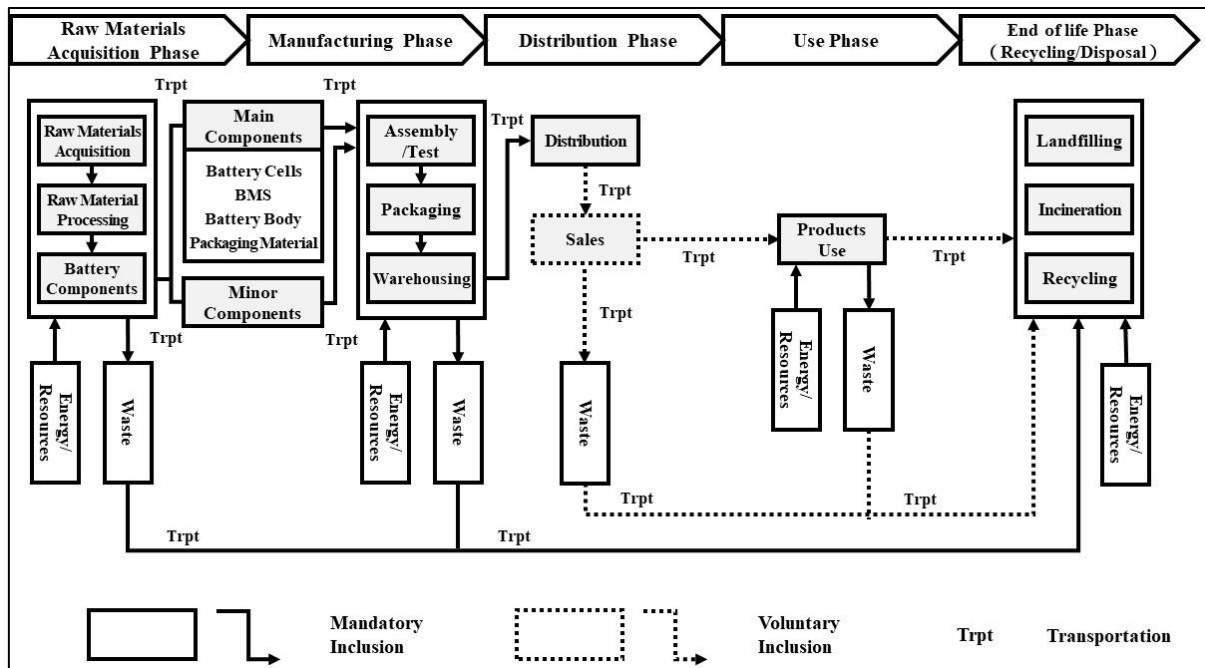 Raw Materials
Acquisition Phase
Manufacturing Phase
Distribution Phase
Use Phase
End of life Phase
( Recycling/Disposal )
Trpt
Trpt
Raw Materials
Acquisition
Raw Material
Processing
Battery
Components
Main
Components
Battery Cells
BMS
Battery Body
Packaging Material
Minor
Components
Trpt
Trpt
Assembly
/Test
Packaging
Warehousing
Trpt
Distribution
Trpt
Sales
Trpt
Trpt
Products
Use
Trpt
Landfilling
Incineration
Recycling
Energy/
Resources
Waste
Energy/
Resources
Waste
Waste
Energy/
Resources
Waste
Energy/
Resources
Trpt
Trpt
Trpt
Trpt
Mandatory
Inclusion
Voluntary
Inclusion
Trpt
Transportation